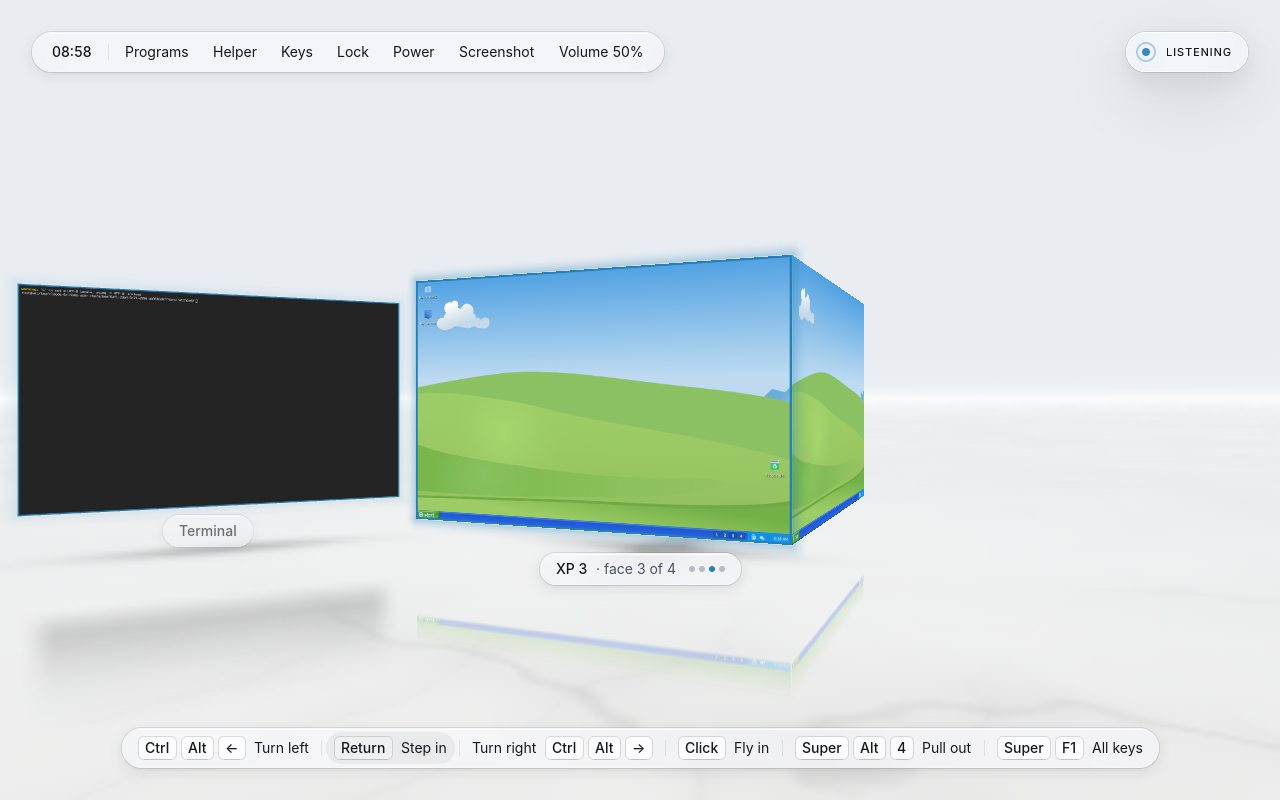 08:58 Programs Helper Keys Lock Power Screenshot Volume 50%
LISTENING
Terminal
XP 3 · face 3 of 4
Ctrl Alt ← Turn left Return Step in Turn right Ctrl Alt → Click Fly in Super Alt 4 Pull out Super F1 All keys